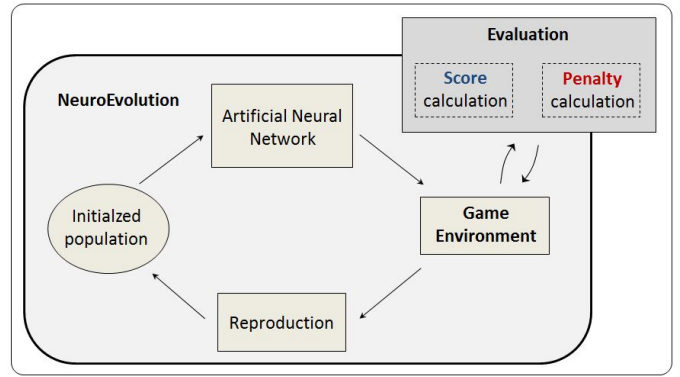 Evaluation
Score
calculation
Penalty
calculation
NeuroEvolution
Artificial Neural
Network
Initialzed
population
Game
Environment
Reproduction